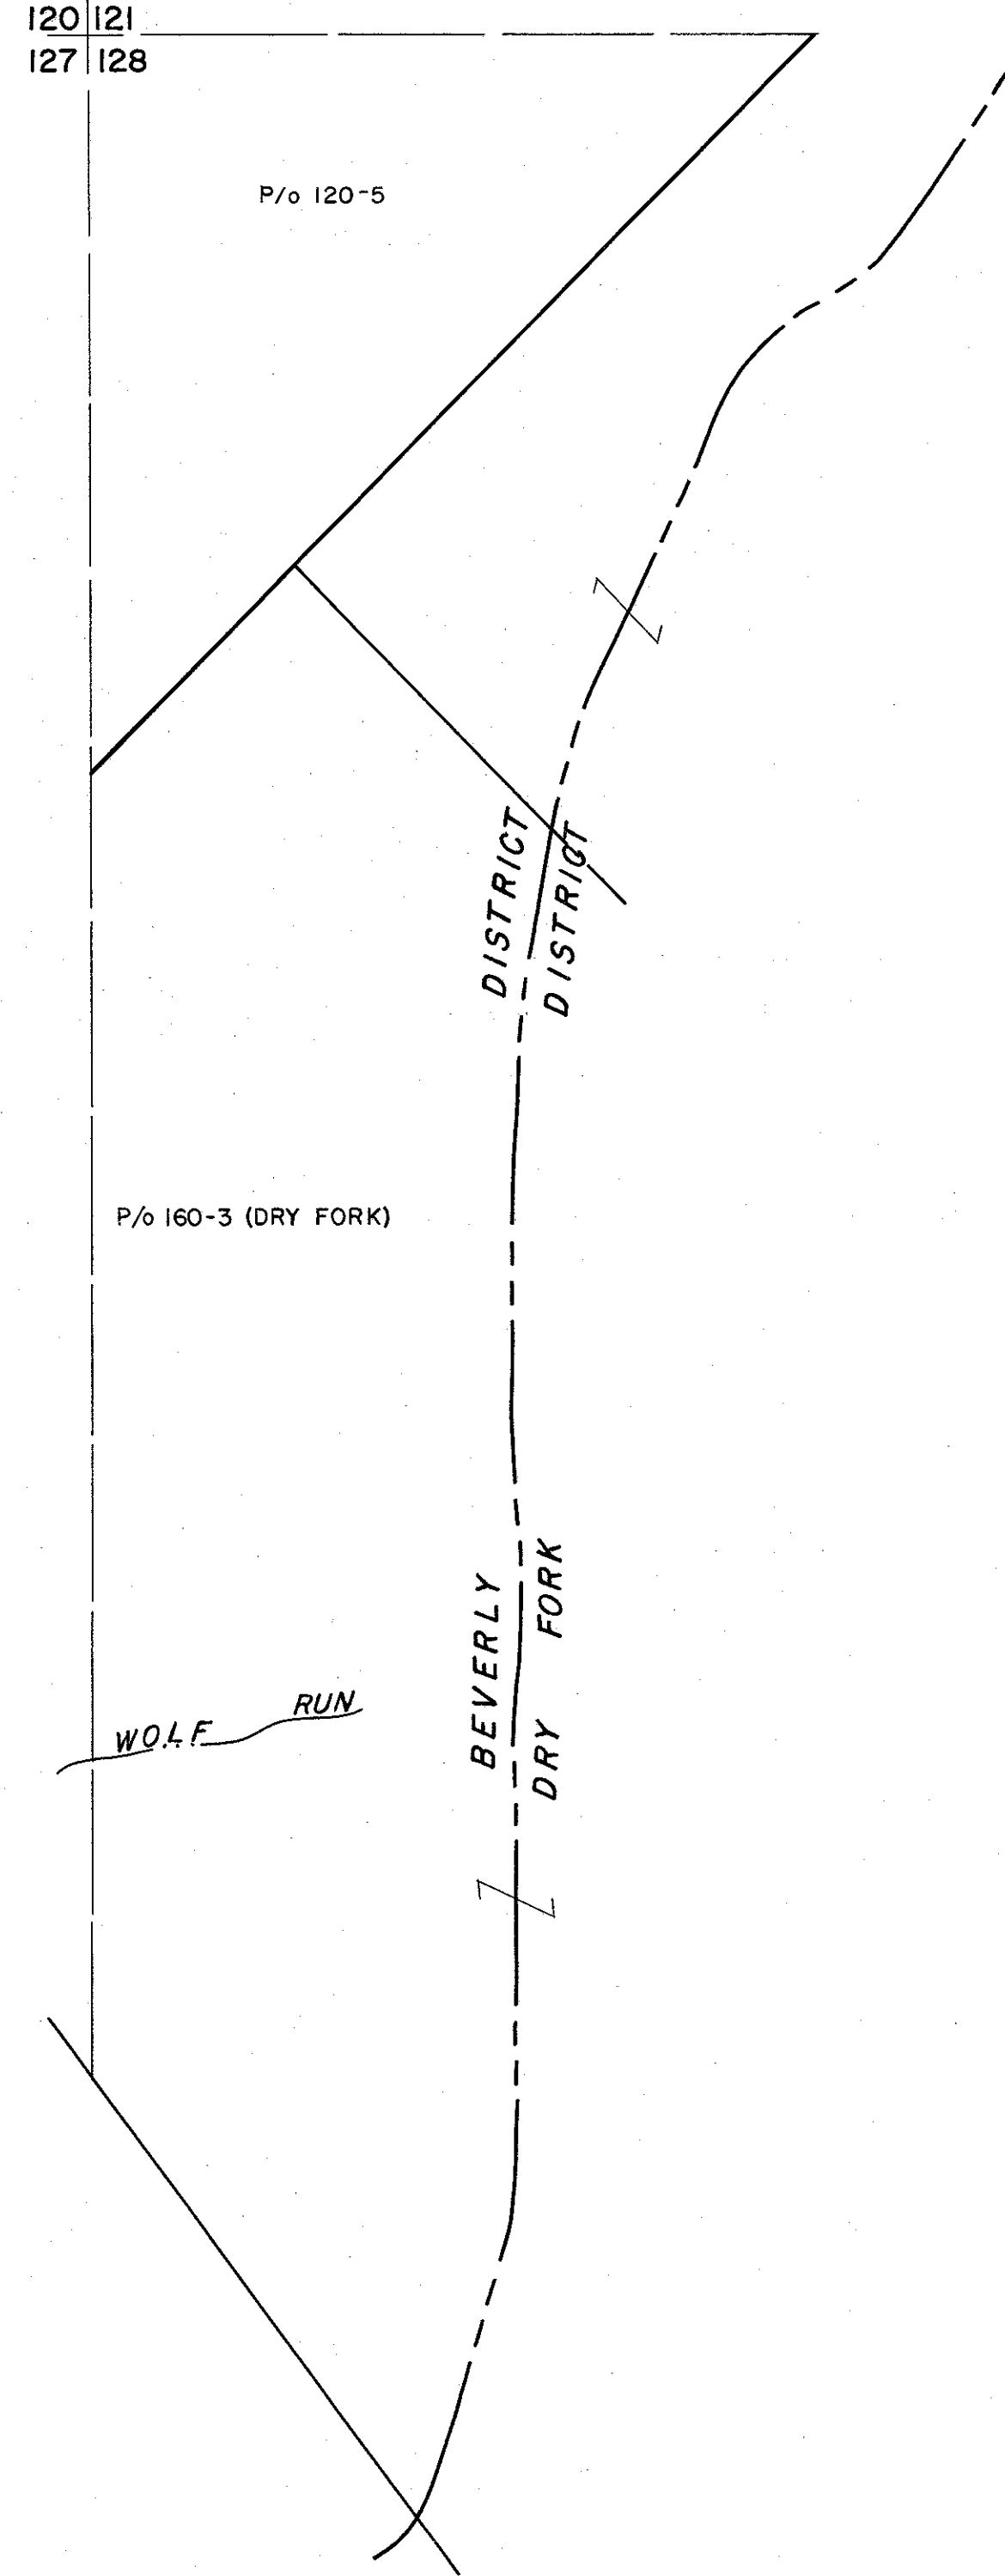 120 121
127 128
P/o 120-5
DISTRICT
DISTRICT
P/o 160-3 (DRY FORK)
BEVERLY
DRY FORK
WOLF RUN